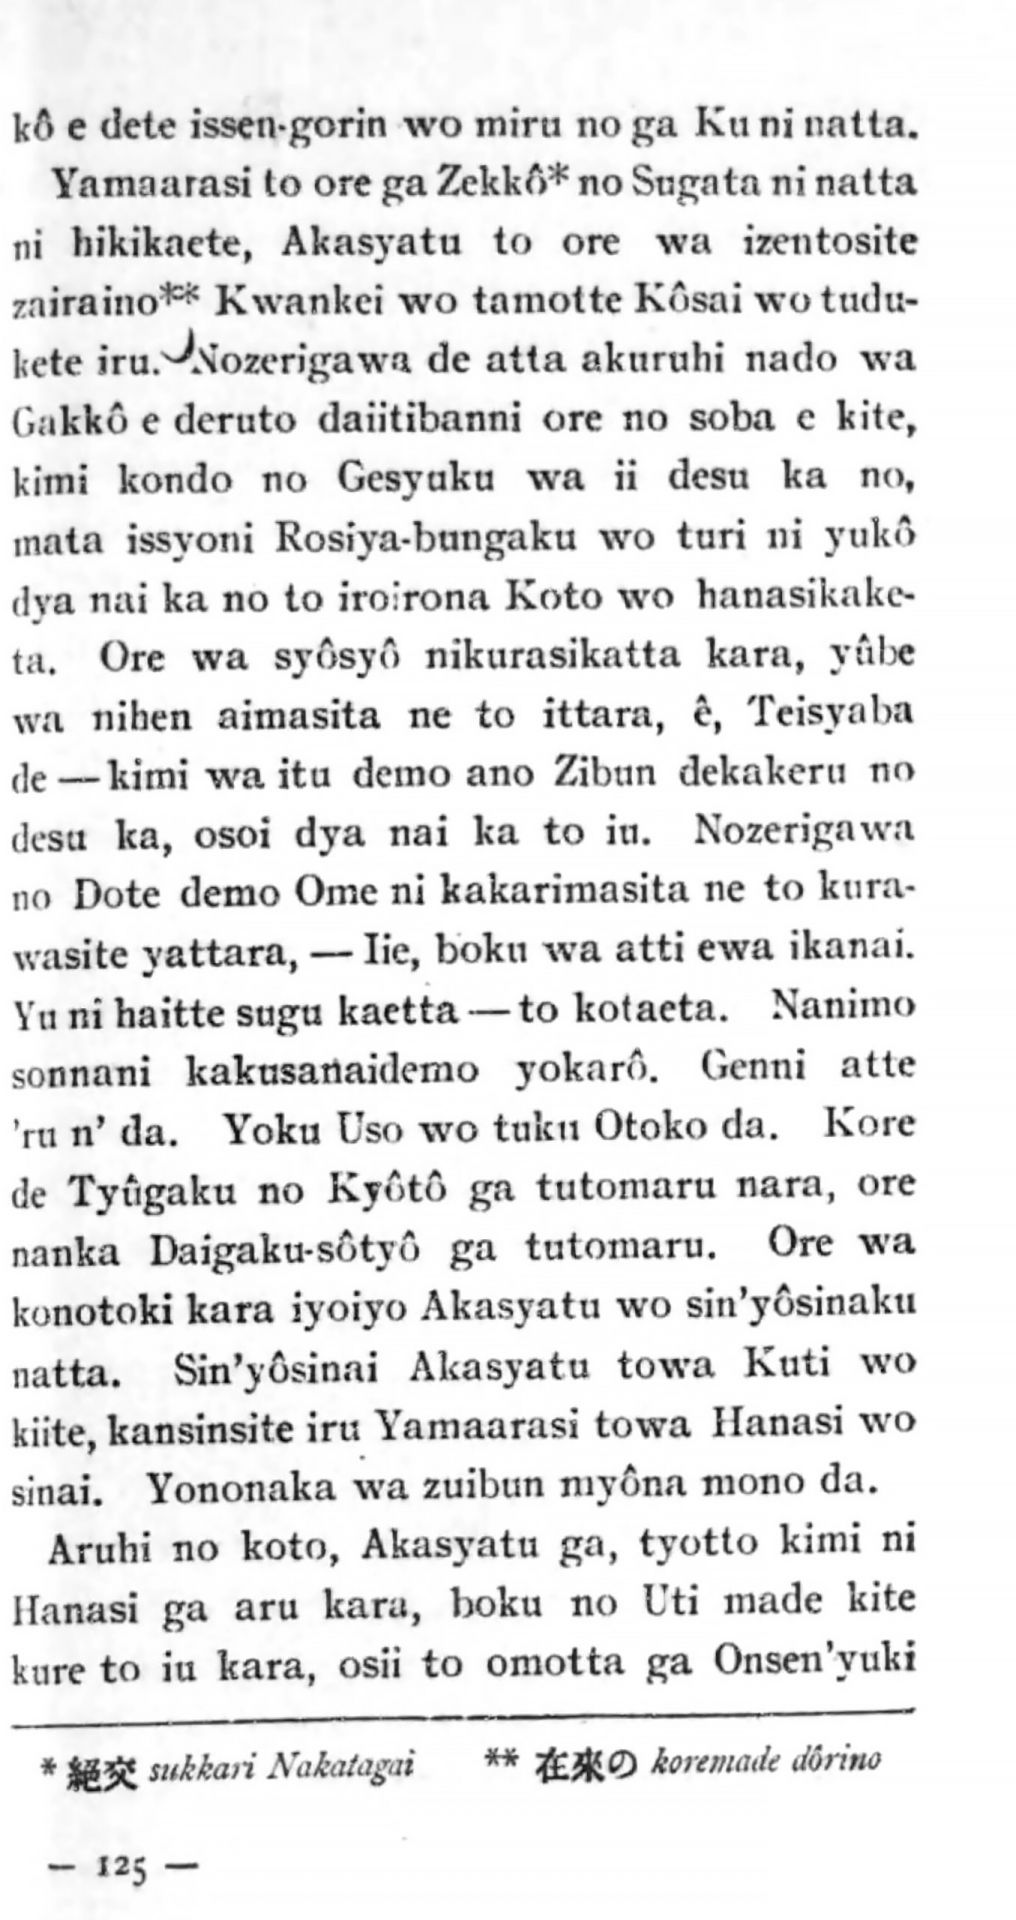 kô e dete issen-gorin wo miru no ga Ku ni natta.
Yamaarasi to ore ga Zekkô* no Sugata ni natta
ni hikikaete, Akasyatu to ore wa izentosite
zairaino** Kwankei wo tamotte Kôsai wo tudu-
kete iru. Nozerigawa de atta akuruhi nado wa
Gakkô e deruto daiitibanni ore no soba e kite,
kimi kondo no Gesyuku wa ii desu ka no,
mata issyoni Rosiya-bungaku wo turi ni yukô
dya nai ka no to iroirona Koto wo hanasikake-
ta. Ore wa syôsyô nikurasikatta kara, yûbe
wa nihen aimasita ne to ittara, ê, Teisyaba
de — kimi wa itu demo ano Zibun dekakeru no
desu ka, osoi dya nai ka to iu. Nozerigawa
no Dote demo Ome ni kakarimasita ne to kura-
wasite yattara, — Iie, boku wa atti ewa ikanai.
Yu ni haitte sugu kaetta — to kotaeta. Nanimo
sonnani kakusanaidemo yokarô. Genni atte
'ru n' da. Yoku Uso wo tuku Otoko da. Kore
de Tyûgaku no Kyôtô ga tutomaru nara, ore
nanka Daigaku-sôtyô ga tutomaru. Ore wa
konotoki kara iyoiyo Akasyatu wo sin'yôsinaku
natta. Sin'yôsinai Akasyatu towa Kuti wo
kiite, kansinsite iru Yamaarasi towa Hanasi wo
sinai. Yononaka wa zuibun myôna mono da.
Aruhi no koto, Akasyatu ga, tyotto kimi ni
Hanasi ga aru kara, boku no Uti made kite
kure to iu kara, osii to omotta ga Onsen'yuki
* 絕交 sukkari Nakatagai ** 在來の koremade dôrino
— 125 —